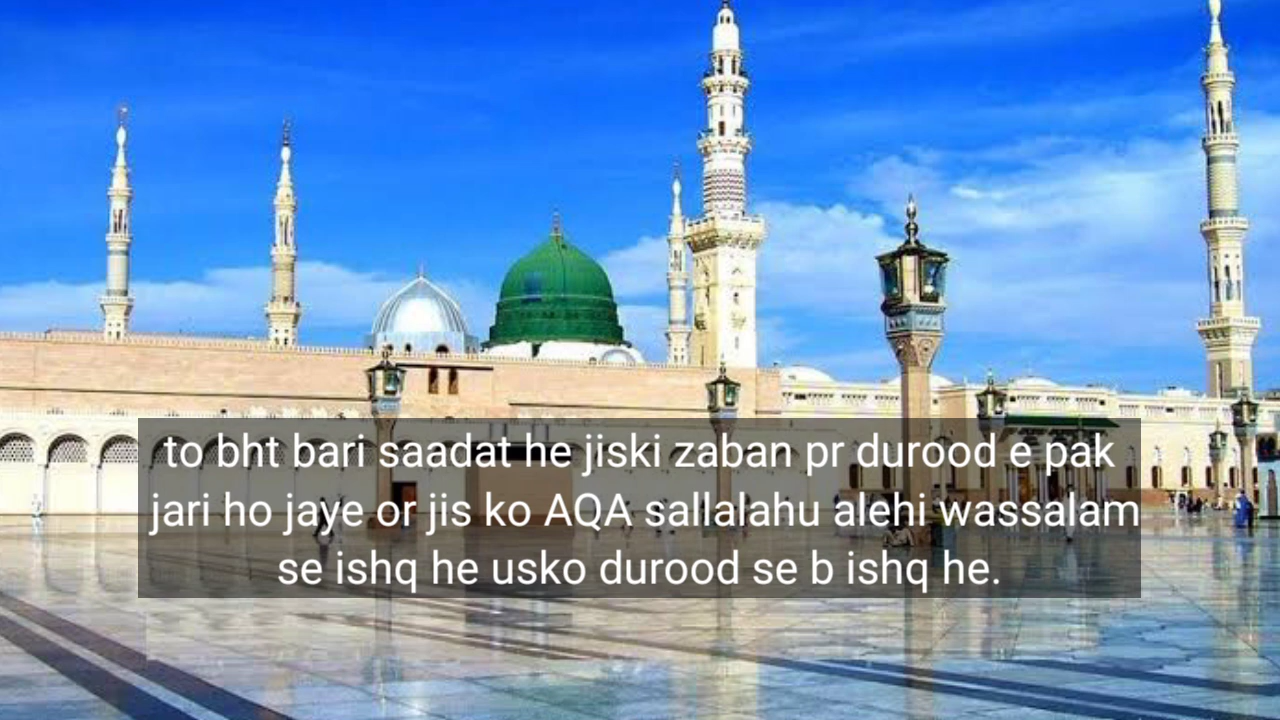 to bht bari saadat he jiski zaban pr durood e pak
jari ho jaye or jis ko AQA sallalahu alehi wassalam
se ishq he usko durood se b ishq he.